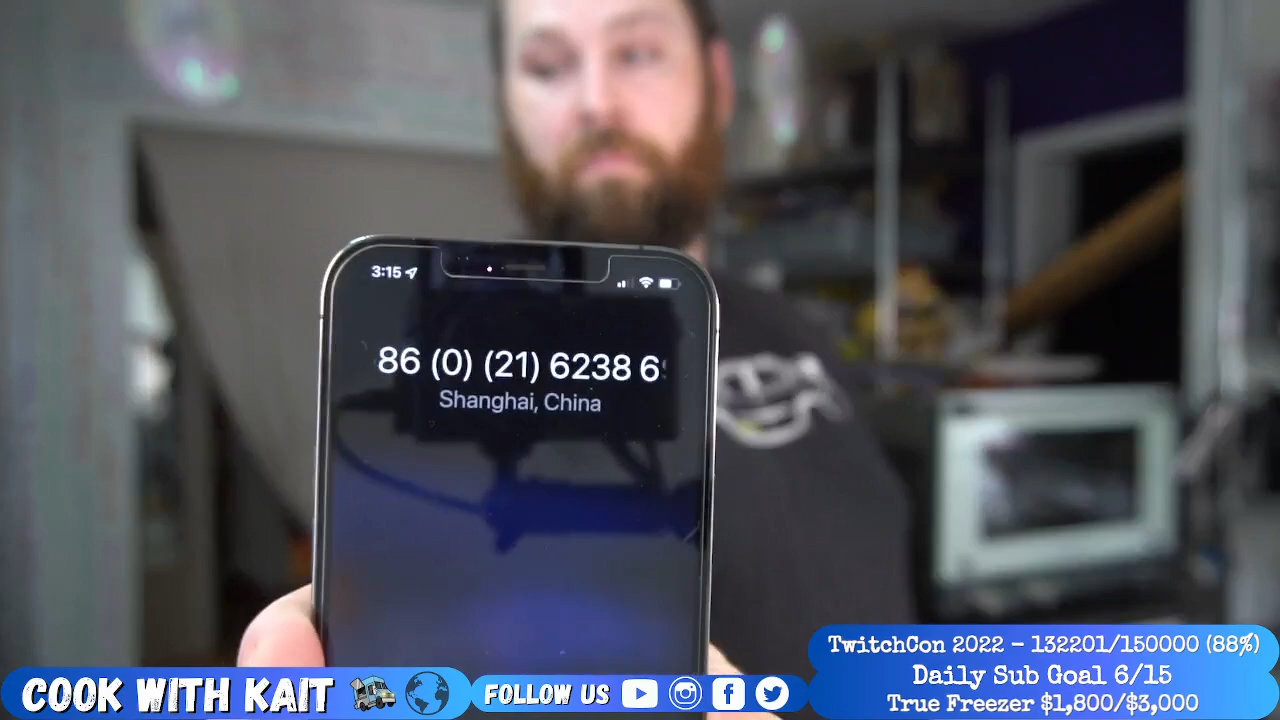 3:15
86 (0) (21) 6238 6
Shanghai, China
COOK WITH KAIT
FOLLOW US
TwitchCon 2022 - 132201/150000 (88%)
Daily Sub Goal 6/15
True Freezer $1,800/$3,000